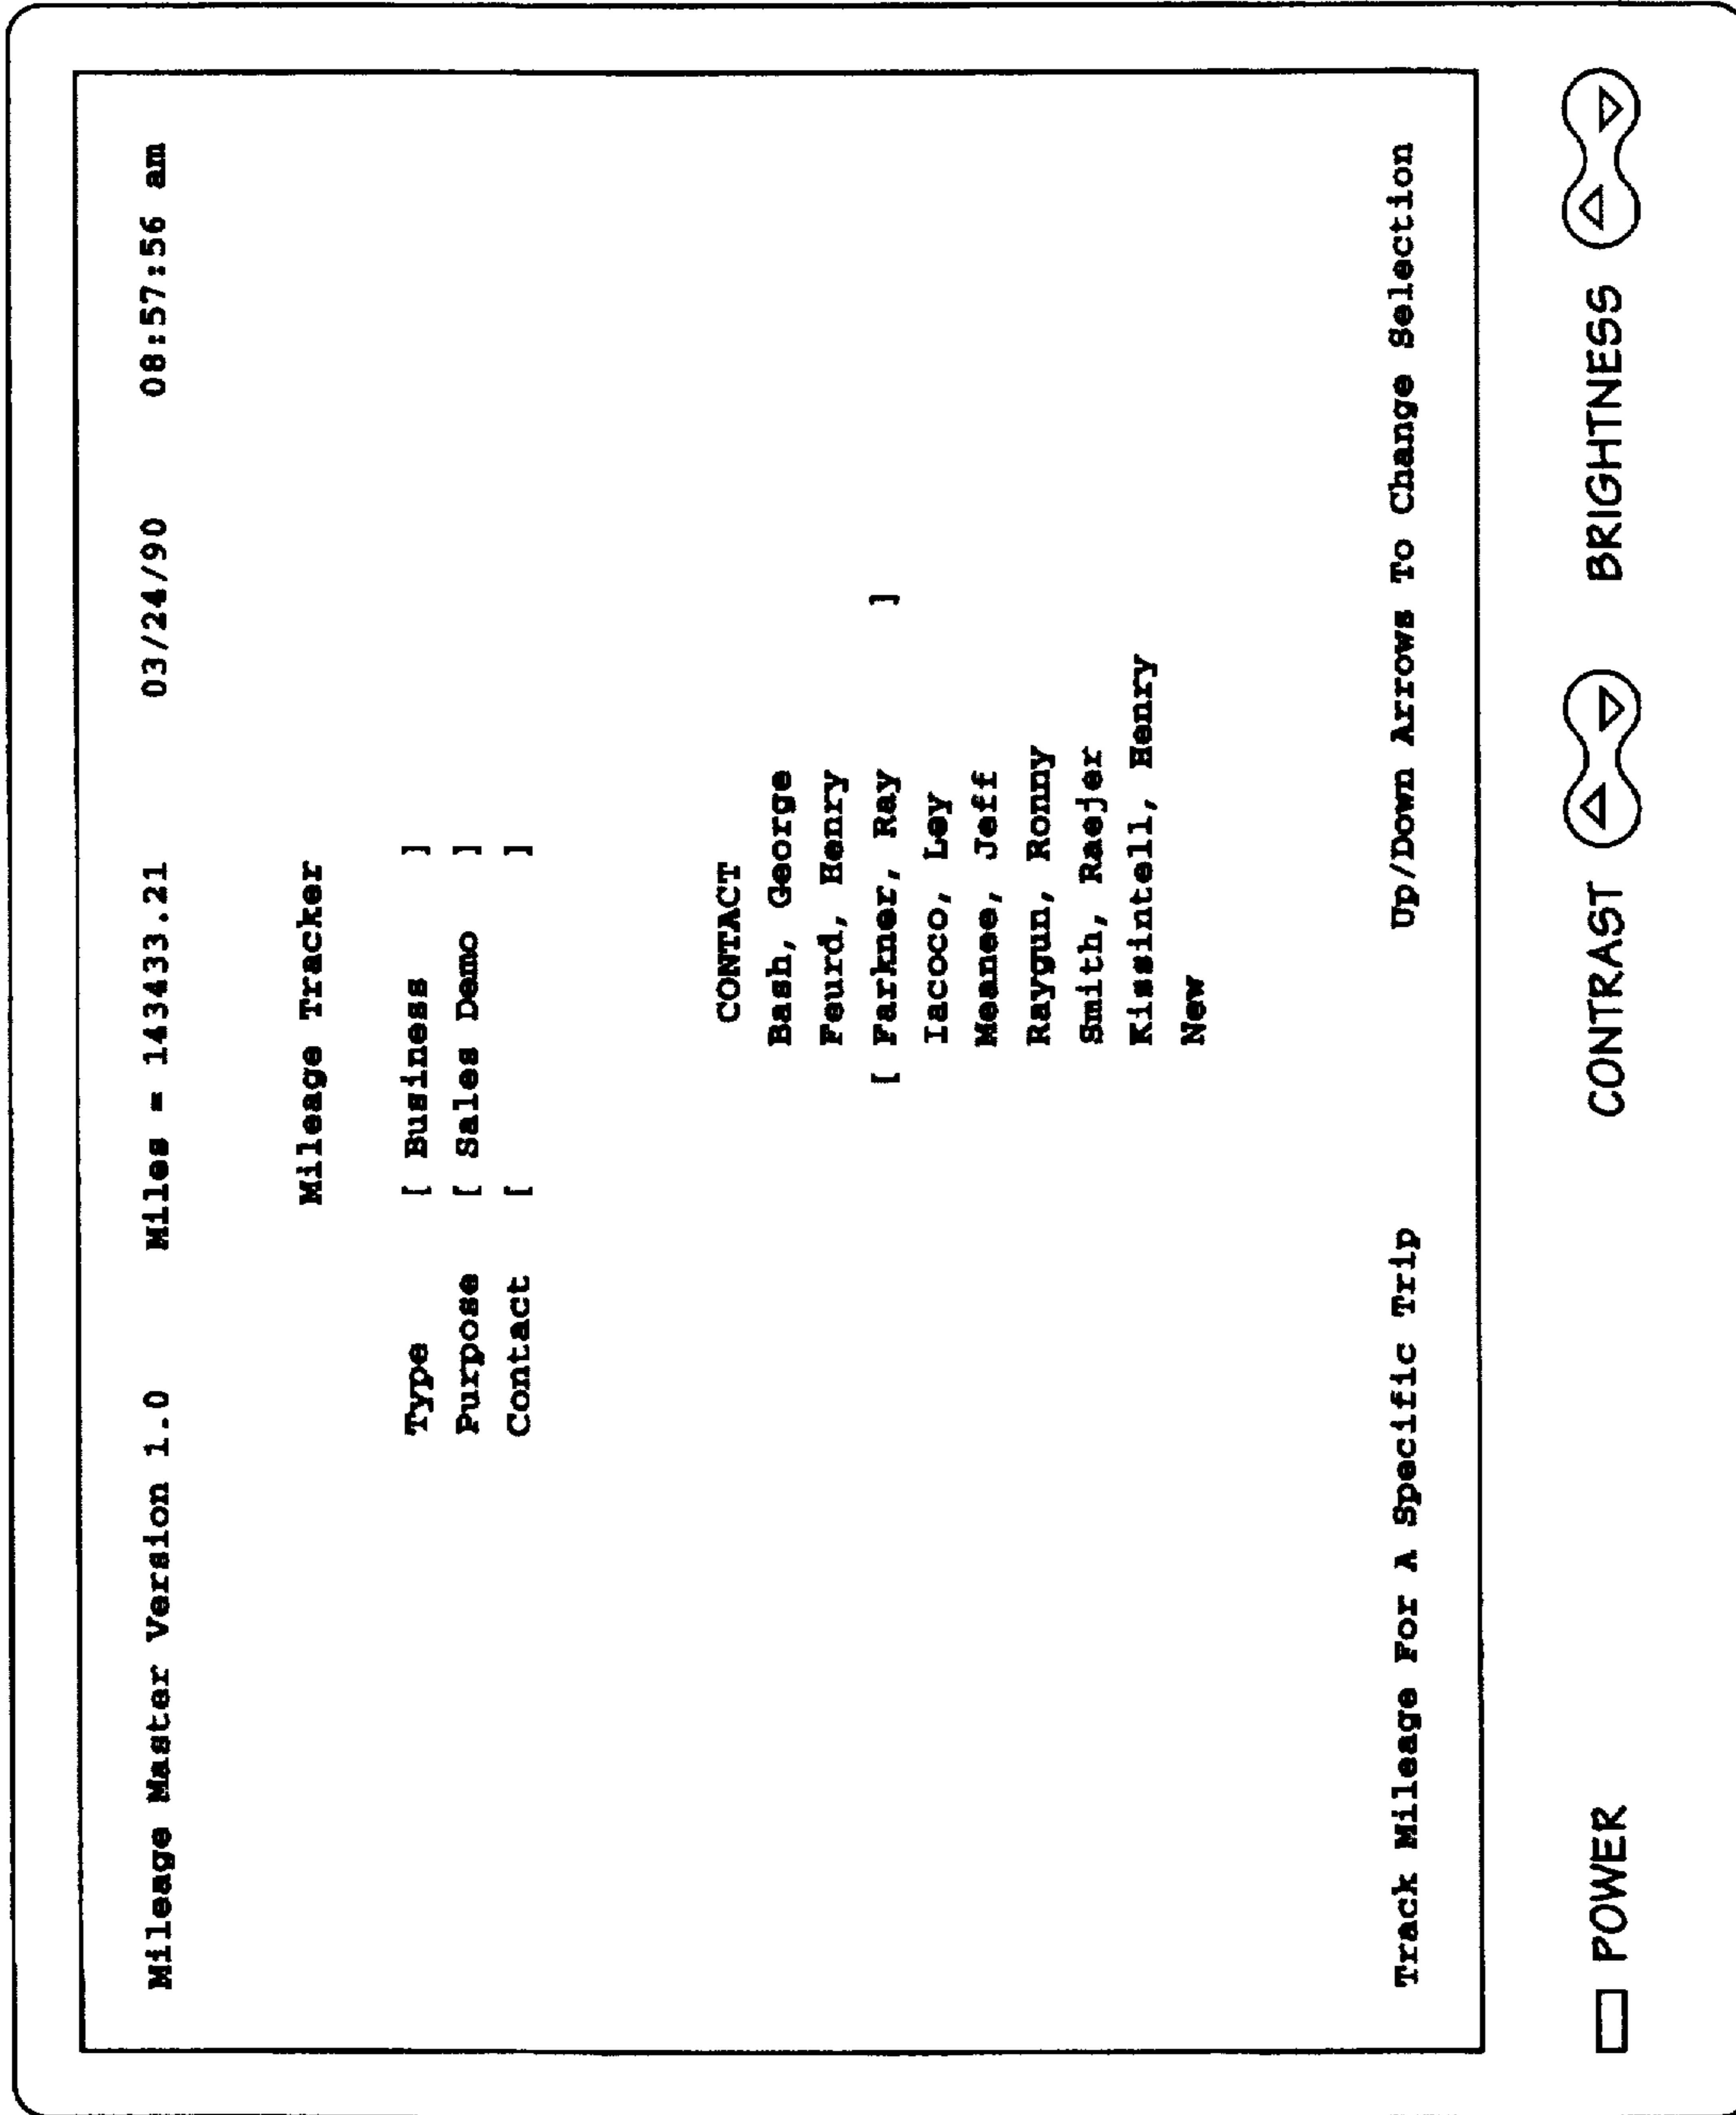 Mileage Master Version 1.0 Miles = 143433.21 03/24/90 08:57:56 am
Mileage Tracker
Type [ Business ]
Purpose [ Sales Demo ]
Contact [ ]
CONTACT
Bash, George
Feurd, Henry
[ Farkner, Ray ]
Iacoco, Ley
Meanee, Jeff
Raygun, Ronny
Smith, Raejer
Kissintell, Henry
New
Track Mileage For A Specific Trip Up/Down Arrows To Change Selection
POWER CONTRAST BRIGHTNESS